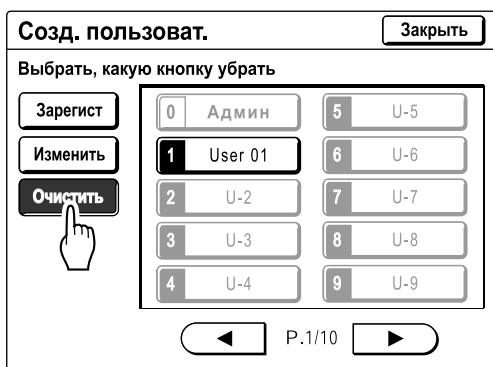 Созд. пользоват.
Закрыть
Выбрать, какую кнопку убрать
Зарегист
Изменить
Очистить
0 Админ
5 U-5
1 User 01
6 U-6
2 U-2
7 U-7
3 U-3
8 U-8
4 U-4
9 U-9
P.1/10